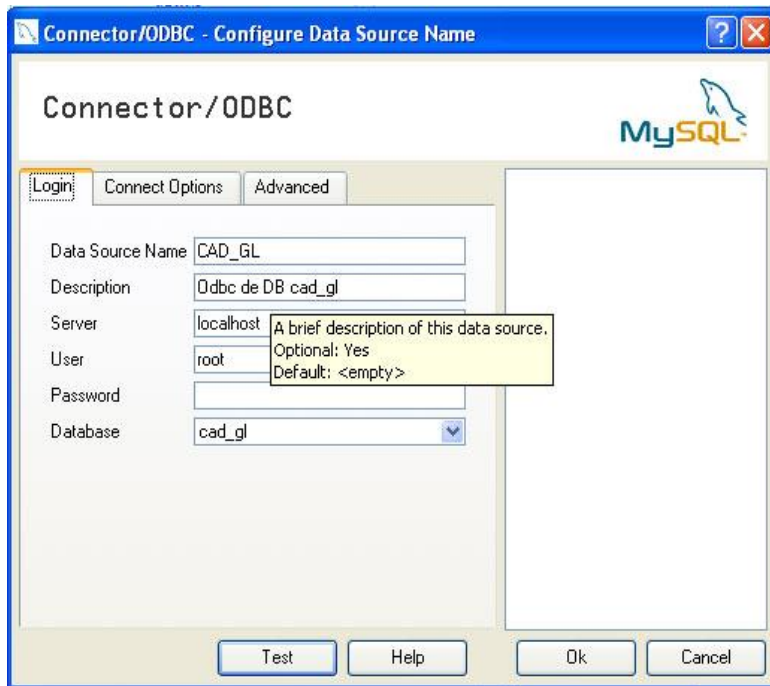 Connector/ODBC - Configure Data Source Name
Connector/ODBC
MySQL
Login Connect Options Advanced
Data Source Name CAD_GL
Description Odbc de DB cad_gl
Server localhost
A brief description of this data source.
Optional: Yes
Default: <empty>
User root
Password
Database cad_gl
Test Help Ok Cancel